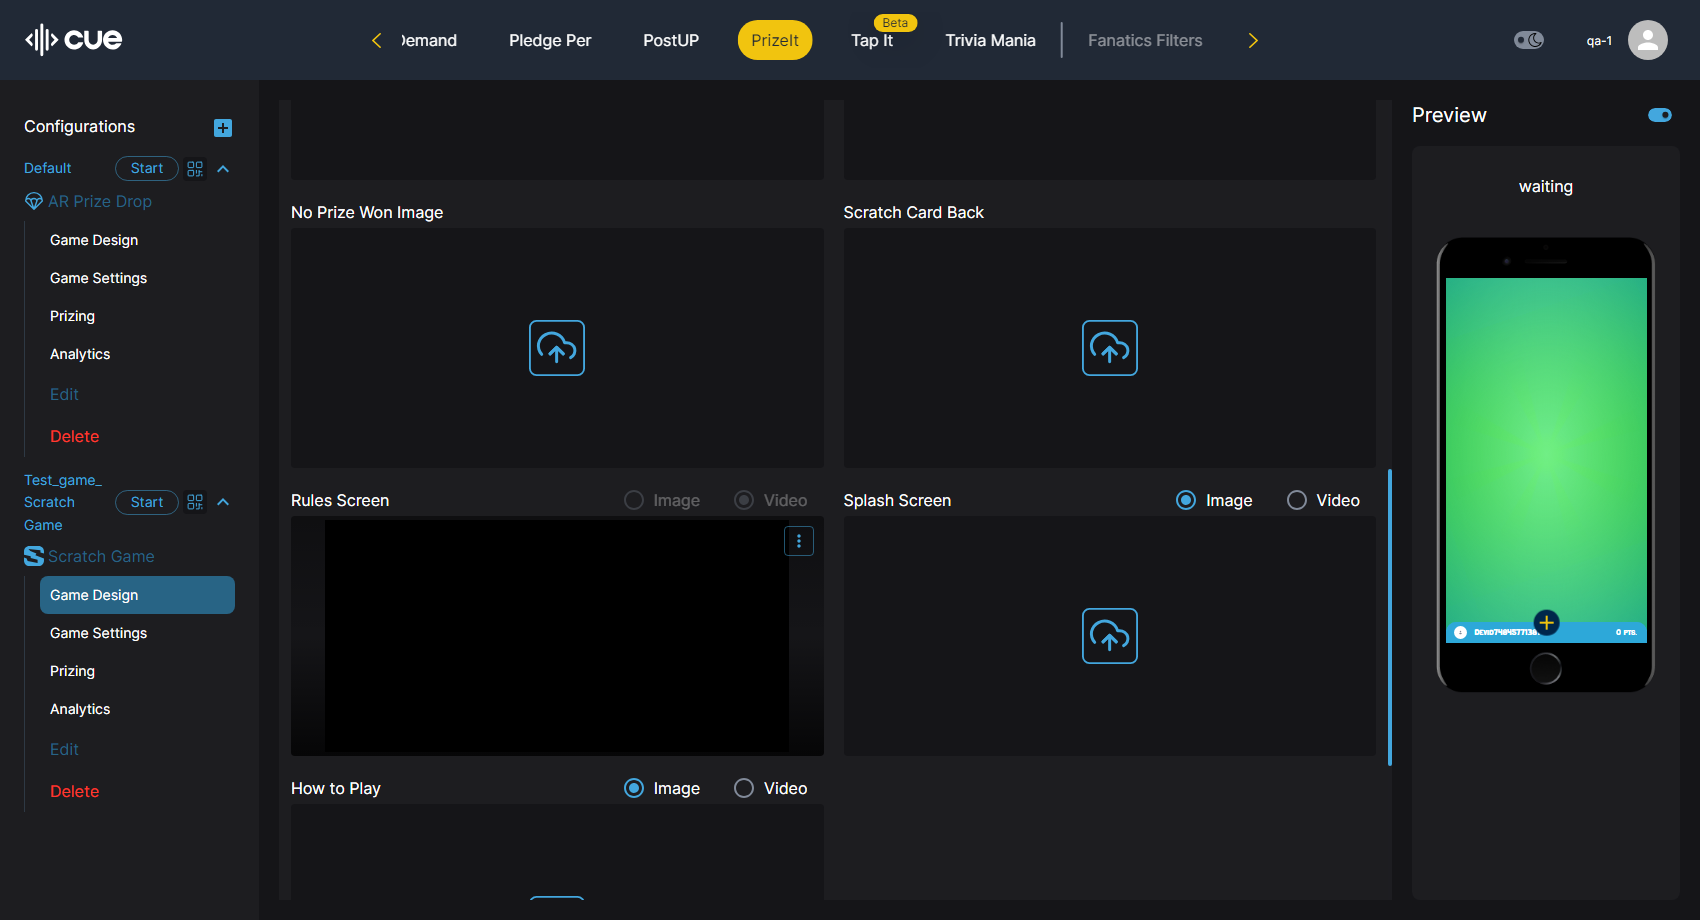 cue
Demand
Pledge Per
PostUP
PrizeIt
Beta
Tap It
Trivia Mania
Fanatics Filters
qa-1
Configurations
Default
Start
AR Prize Drop
Game Design
Game Settings
Prizing
Analytics
Edit
Delete
Test_game_
Scratch
Game
Start
Scratch Game
Game Design
Game Settings
Prizing
Analytics
Edit
Delete
No Prize Won Image
Scratch Card Back
Rules Screen
Image
Video
Splash Screen
Image
Video
How to Play
Image
Video
Preview
waiting
0 PTS.